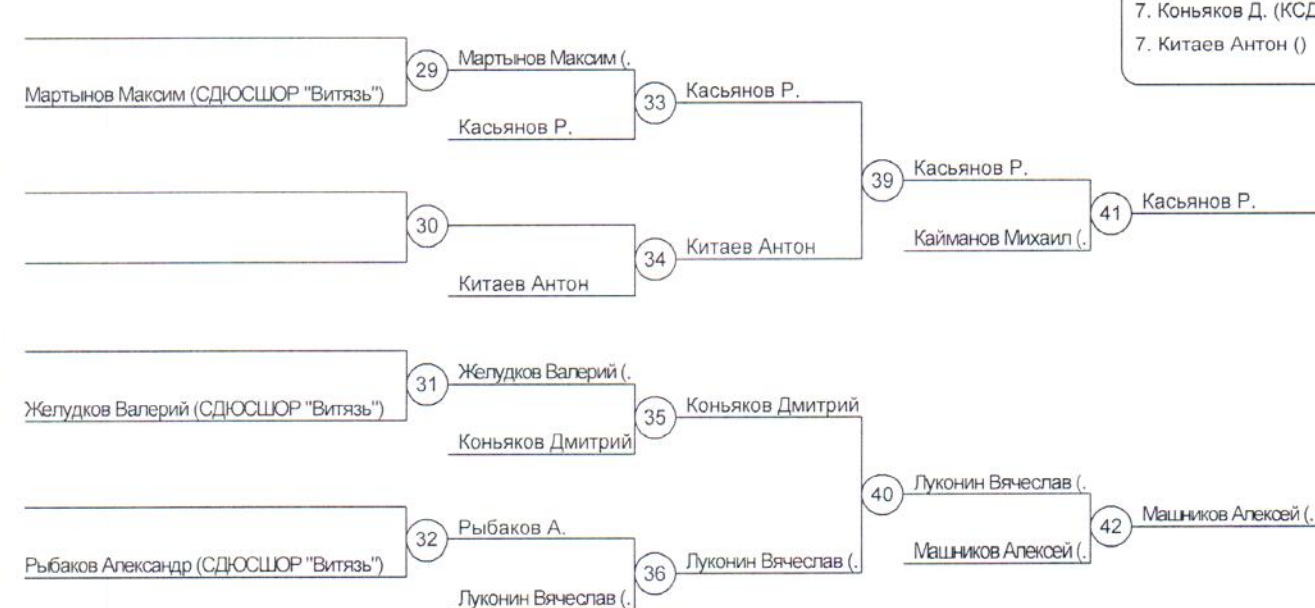 7. Коньяков Д. (КСД
7. Китаев Антон ()
29
Мартынов Максим (.
Мартынов Максим (СДЮСШОР "Витязь")
33
Касьянов Р.
Касьянов Р.
39
Касьянов Р.
30
41
Касьянов Р.
34
Китаев Антон
Кайманов Михаил (.
Китаев Антон
31
Желудков Валерий (.
Желудков Валерий (СДЮСШОР "Витязь")
35
Коньяков Дмитрий
Коньяков Дмитрий
40
Луконин Вячеслав (.
32
Рыбаков А.
42
Машников Алексей (.
Рыбаков Александр (СДЮСШОР "Витязь")
36
Луконин Вячеслав (.
Машников Алексей (.
Луконин Вячеслав (.